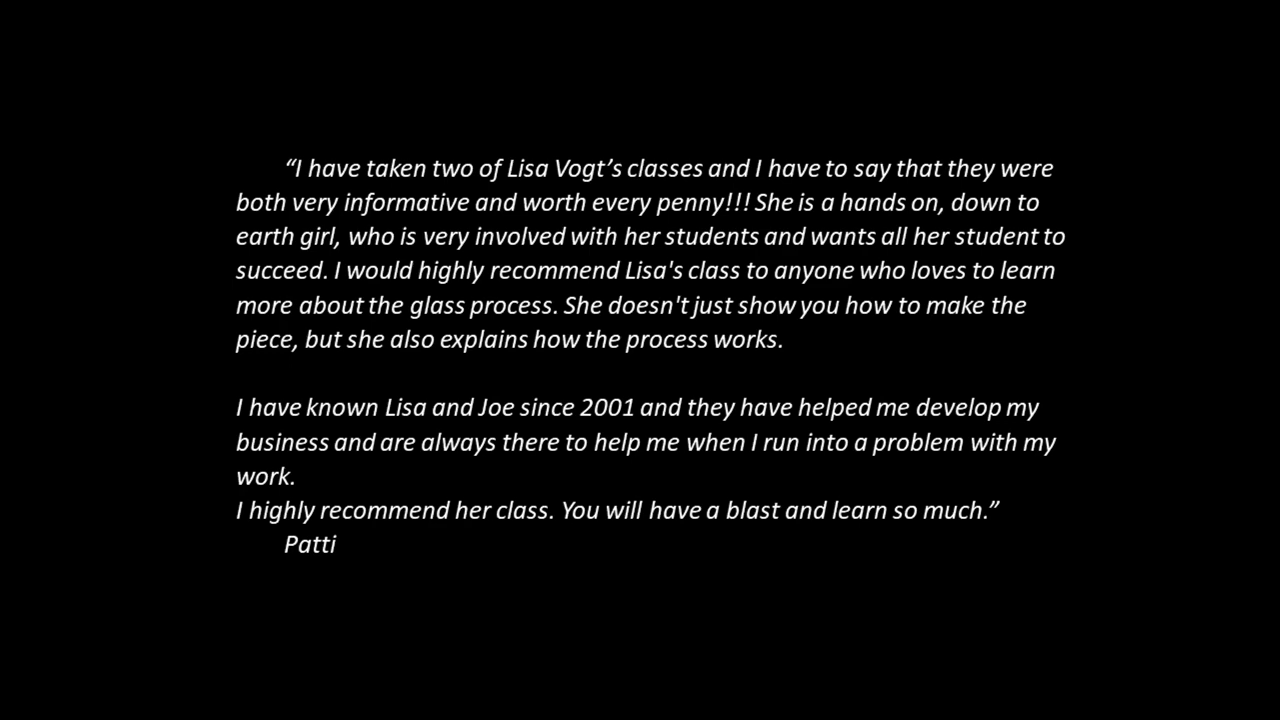 “I have taken two of Lisa Vogt’s classes and I have to say that they were
both very informative and worth every penny!!! She is a hands on, down to
earth girl, who is very involved with her students and wants all her student to
succeed. I would highly recommend Lisa's class to anyone who loves to learn
more about the glass process. She doesn't just show you how to make the
piece, but she also explains how the process works.
I have known Lisa and Joe since 2001 and they have helped me develop my
business and are always there to help me when I run into a problem with my
work.
I highly recommend her class. You will have a blast and learn so much.”
Patti